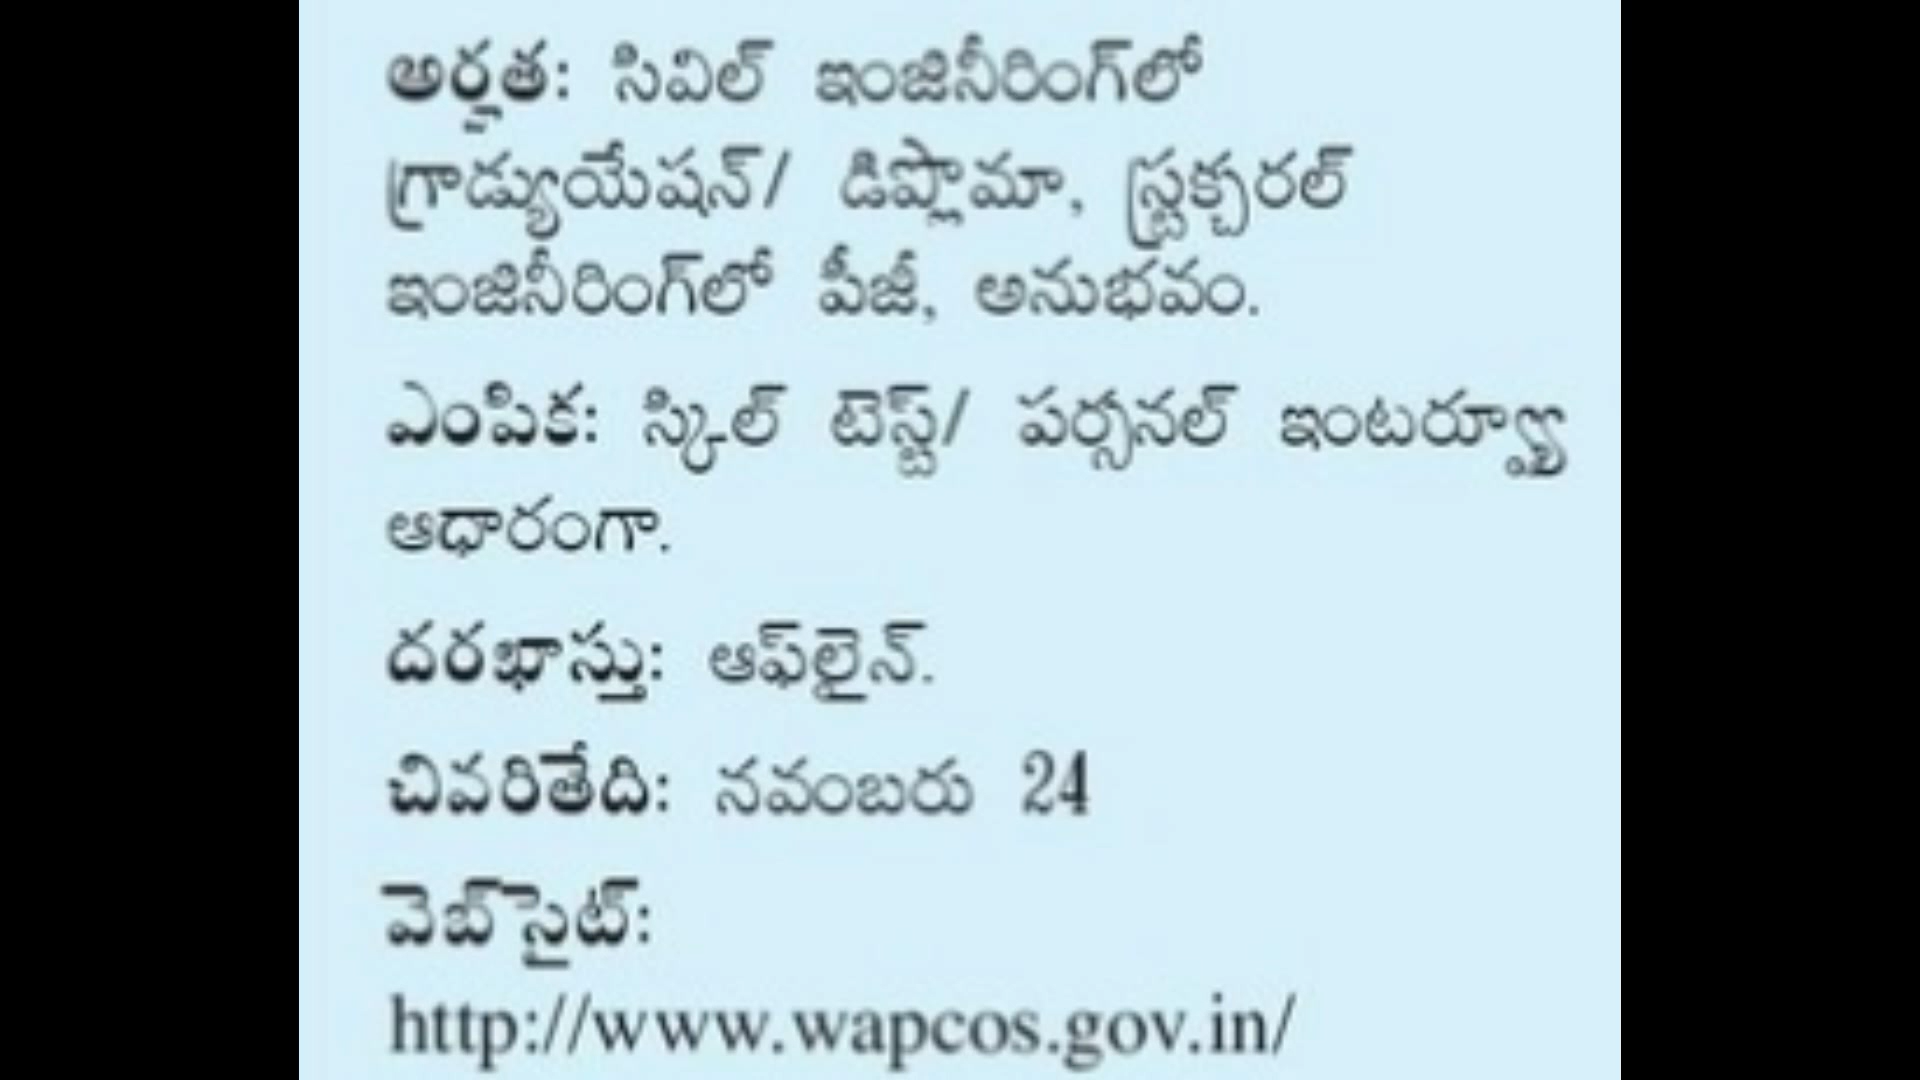 అర్హత: సివిల్ ఇంజినీరింగ్‌లో
గ్రాడ్యుయేషన్/ డిప్లొమా, స్ట్రక్చరల్
ఇంజినీరింగ్‌లో పీజీ, అనుభవం.
ఎంపిక: స్కిల్ టెస్ట్/ పర్సనల్ ఇంటర్వ్యూ
ఆధారంగా.
దరఖాస్తు: ఆఫ్‌లైన్.
చివరితేది: నవంబరు 24
వెబ్‌సైట్:
http://www.wapcos.gov.in/